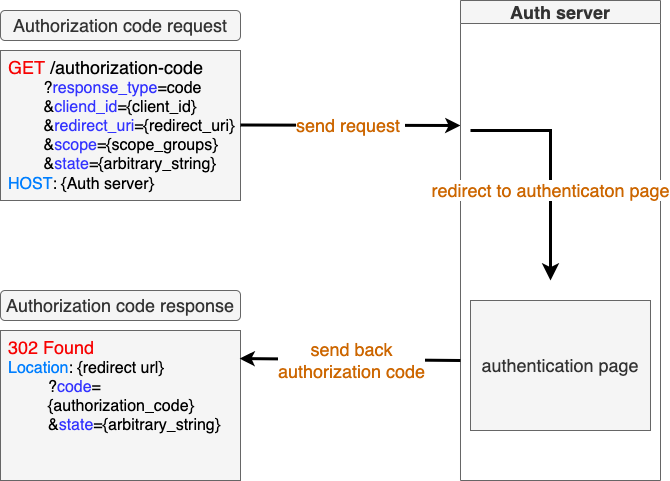 Authorization code request
Auth server
GET /authorization-code
?response_type=code
&cliend_id={client_id}
&redirect_uri={redirect_uri}
&scope={scope_groups}
&state={arbitrary_string}
HOST: {Auth server}
send request
redirect to authenticaton page
Authorization code response
302 Found
Location: {redirect url}
?code=
{authorization_code}
&state={arbitrary_string}
send back
authorization code
authentication page